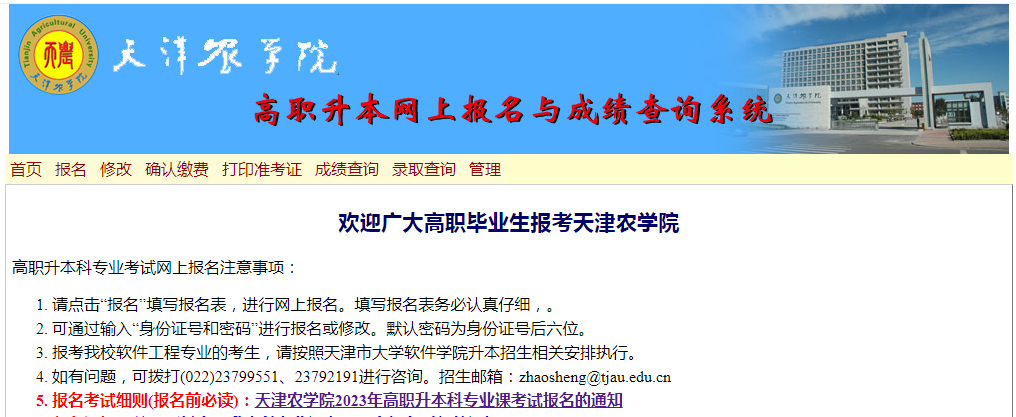 Tianjin Agricultural University
天津农学院
天津农学院
高职升本网上报名与成绩查询系统
首页 报名 修改 确认缴费 打印准考证 成绩查询 录取查询 管理
欢迎广大高职毕业生报考天津农学院
高职升本科专业考试网上报名注意事项：
1. 请点击“报名”填写报名表，进行网上报名。填写报名表务必认真仔细，。
2. 可通过输入“身份证号和密码”进行报名或修改。默认密码为身份证号后六位。
3. 报考我校软件工程专业的考生，请按照天津市大学软件学院升本招生相关安排执行。
4. 如有问题，可拨打(022)23799551、23792191进行咨询。招生邮箱：zhaosheng@tjau.edu.cn
5. 报名考试细则(报名前必读)：天津农学院2023年高职升本科专业课考试报名的通知